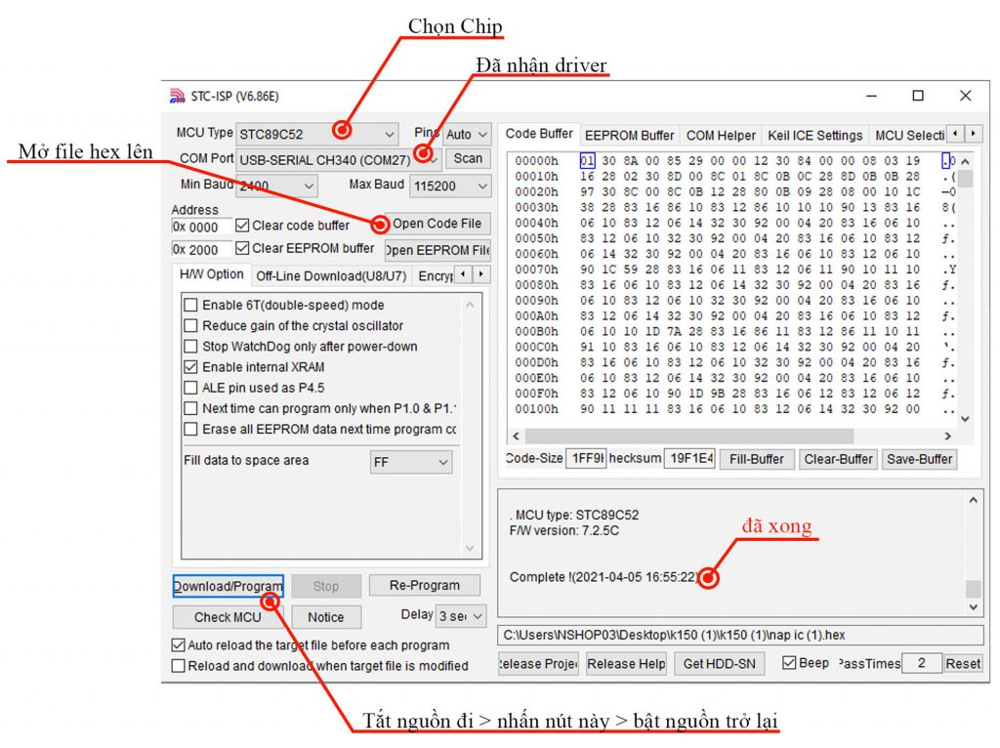 Chọn Chip
Đã nhận driver
Mở file hex lên
STC-ISP (V6.86E)
MCU Type STC89C52 Pins Auto
COM Port USB-SERIAL CH340 (COM27) Scan
Min Baud 2400 Max Baud 115200
Address
0x 0000 Clear code buffer Open Code File
0x 2000 Clear EEPROM buffer Open EEPROM File
H/W Option Off-Line Download(U8/U7) Encryp
Enable 6T(double-speed) mode
Reduce gain of the crystal oscillator
Stop WatchDog only after power-down
Enable internal XRAM
ALE pin used as P4.5
Next time can program only when P1.0 & P1.
Erase all EEPROM data next time program co
Fill data to space area FF
Download/Program Stop Re-Program
Check MCU Notice Delay 3 sec
Auto reload the target file before each program
Reload and download when target file is modified
Code Buffer EEPROM Buffer COM Helper Keil ICE Settings MCU Selecti
00000h 01 30 8A 00 85 29 00 00 12 30 84 00 00 08 03 19 .0
00010h 16 28 02 30 8D 00 8C 01 8C 0B 0C 28 8D 0B 0B 28 .(
00020h 97 30 8C 00 8C 0B 12 28 80 0B 09 28 08 00 10 1C —0
00030h 38 28 83 16 86 10 83 12 86 10 10 10 90 13 83 16 8(
00040h 06 10 83 12 06 14 32 30 92 00 04 20 83 16 06 10 ..
00050h 83 12 06 10 32 30 92 00 04 20 83 16 06 10 83 12 ƒ.
00060h 06 14 32 30 92 00 04 20 83 16 06 10 83 12 06 10 ..
00070h 90 1C 59 28 83 16 06 11 83 12 06 11 90 10 11 10 .Y
00080h 83 16 06 10 83 12 06 14 32 30 92 00 04 20 83 16 ƒ.
00090h 06 10 83 12 06 10 32 30 92 00 04 20 83 16 06 10 ..
000A0h 83 12 06 14 32 30 92 00 04 20 83 16 06 10 83 12 ƒ.
000B0h 06 10 10 1D 7A 28 83 16 86 11 83 12 86 11 10 11 ..
000C0h 91 10 83 16 06 10 83 12 06 14 32 30 92 00 04 20 ‘.
000D0h 83 16 06 10 83 12 06 10 32 30 92 00 04 20 83 16 ƒ.
000E0h 06 10 83 12 06 14 32 30 92 00 04 20 83 16 06 10 ..
000F0h 83 12 06 10 90 1D 9B 28 83 16 06 12 83 12 06 12 ƒ.
00100h 90 11 11 11 83 16 06 10 83 12 06 14 32 30 92 00 ..
Code-Size 1FF9H hecksum 19F1E4 Fill-Buffer Clear-Buffer Save-Buffer
. MCU type: STC89C52
F/W version: 7.2.5C
đã xong
Complete !(2021-04-05 16:55:22)
C:\Users\NSHOP03\Desktop\k150 (1)\k150 (1)\nap ic (1).hex
Release Projec Release Help Get HDD-SN Beep PassTimes 2 Reset
Tắt nguồn đi > nhấn nút này > bật nguồn trở lại